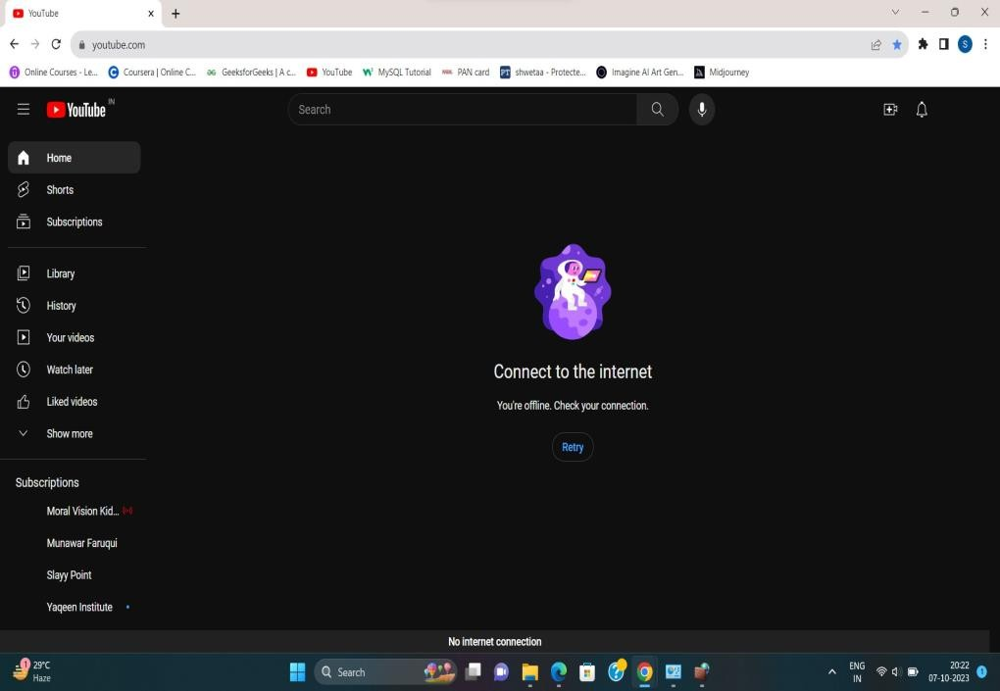 YouTube
youtube.com
S
Online Courses - Le...
Coursera | Online C...
GeeksforGeeks | A c...
YouTube
MySQL Tutorial
PAN card
PT shwetaa - Protecte...
Imagine AI Art Gen...
Midjourney
YouTube IN
Search
Home
Shorts
Subscriptions
Library
History
Your videos
Watch later
Liked videos
Show more
Subscriptions
Moral Vision Kid...
Munawar Faruqui
Slayy Point
Yaqeen Institute
Connect to the internet
You're offline. Check your connection.
Retry
No internet connection
1
29°C
Haze
Search
ENG
IN
20:22
07-10-2023
1